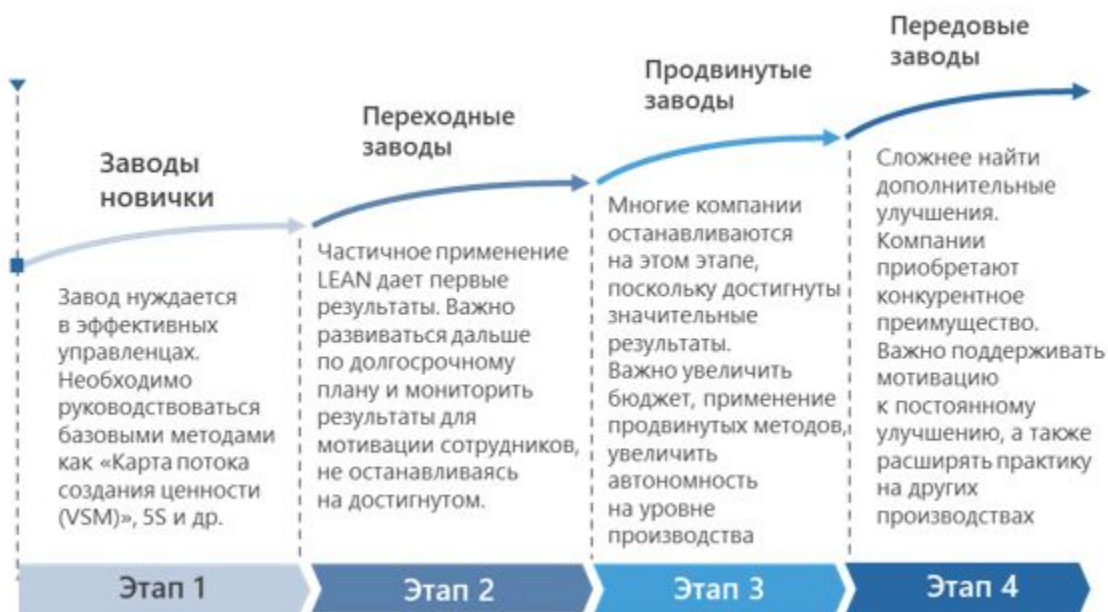 Заводы
новички
Завод нуждается
в эффективных
управленцах.
Необходимо
руководствоваться
базовыми методами
как «Карта потока
создания ценности
(VSM)», 5S и др.
Этап 1
Переходные
заводы
Частичное применение
LEAN дает первые
результаты. Важно
развиваться дальше
по долгосрочному
плану и мониторить
результаты для
мотивации сотрудников,
не останавливаясь
на достигнутом.
Этап 2
Продвинутые
заводы
Многие компании
останавливаются
на этом этапе,
поскольку достигнуты
значительные
результаты.
Важно увеличить
бюджет, применение
продвинутых методов,
увеличить
автономность
на уровне
производства
Этап 3
Передовые
заводы
Сложнее найти
дополнительные
улучшения.
Компании
приобретают
конкурентное
преимущество.
Важно поддерживать
мотивацию
к постоянному
улучшению, а также
расширять практику
на других
производствах
Этап 4